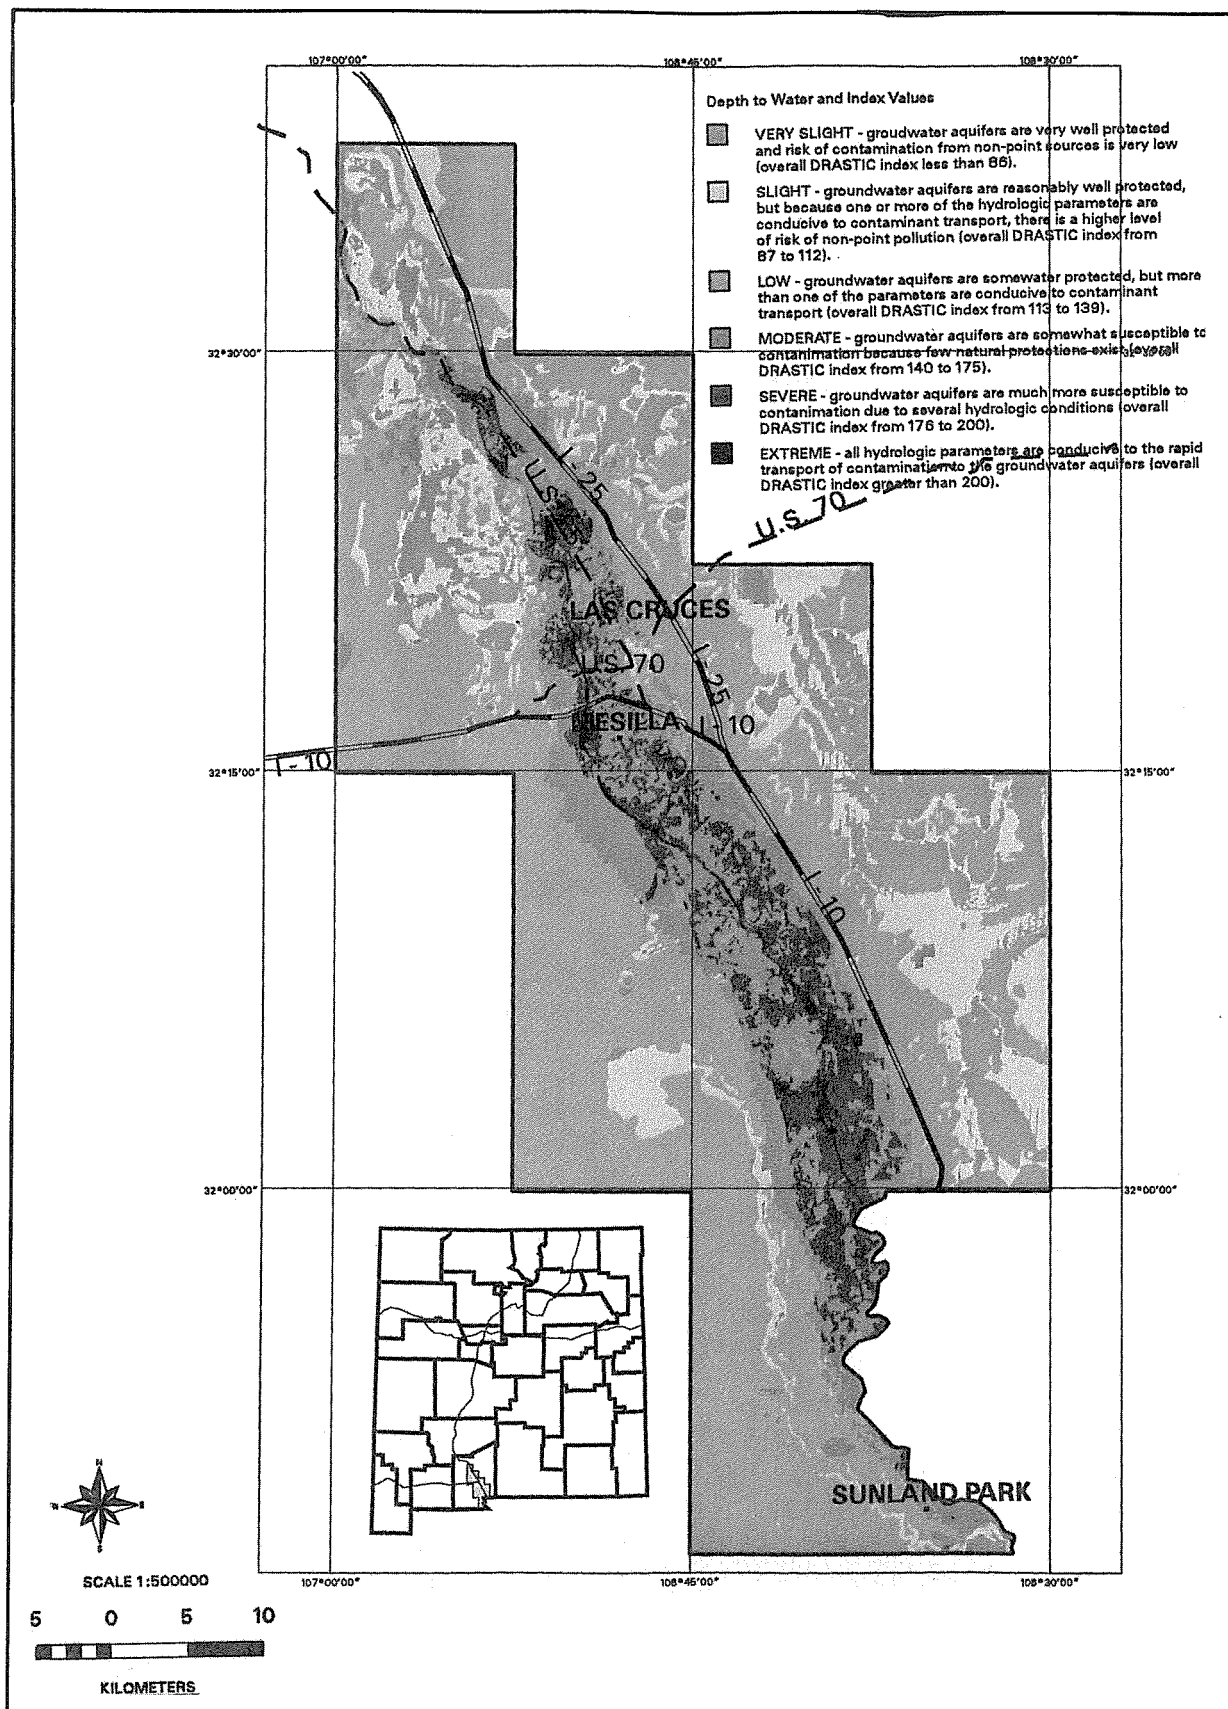 107°00'00"
108°45'00"
108°30'00"
Depth to Water and Index Values
VERY SLIGHT - groudwater aquifers are very well protected
and risk of contamination from non-point sources is very low
(overall DRASTIC index less than 86).
SLIGHT - groundwater aquifers are reasonably well protected,
but because one or more of the hydrologic parameters are
conducive to contaminant transport, there is a higher level
of risk of non-point pollution (overall DRASTIC index from
87 to 112).
LOW - groundwater aquifers are somewater protected, but more
than one of the parameters are conducive to contaminant
transport (overall DRASTIC index from 113 to 139).
MODERATE - groundwater aquifers are somewhat susceptible to
contanimation because few natural protections exist (overall
DRASTIC index from 140 to 175).
SEVERE - groundwater aquifers are much more susceptible to
contanimation due to several hydrologic conditions (overall
DRASTIC index from 176 to 200).
EXTREME - all hydrologic parameters are conducive to the rapid
transport of contamination to the groundwater aquifers (overall
DRASTIC index greater than 200).
32°30'00"
I-25
U.S. 70
LAS CRUCES
U.S. 70
I-25
MESILLA
I-10
I-10
32°15'00"
32°15'00"
I-10
32°00'00"
32°00'00"
SUNLAND PARK
N
S
SCALE 1:500000
107°00'00"
108°45'00"
108°30'00"
5 0 5 10
KILOMETERS